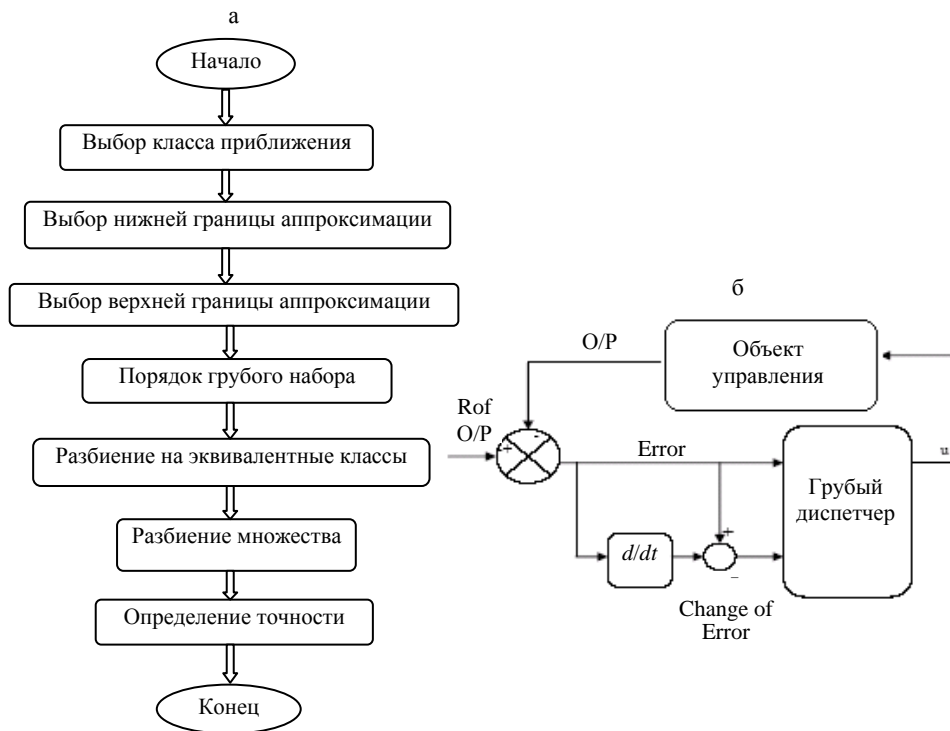 а
Начало
Выбор класса приближения
Выбор нижней границы аппроксимации
Выбор верхней границы аппроксимации
Порядок грубого набора
Разбиение на эквивалентные классы
Разбиение множества
Определение точности
Конец
б
O/P
Объект
управления
Rof
O/P
+
-
Error
u
Грубый
диспетчер
d/dt
+
-
Change of
Error